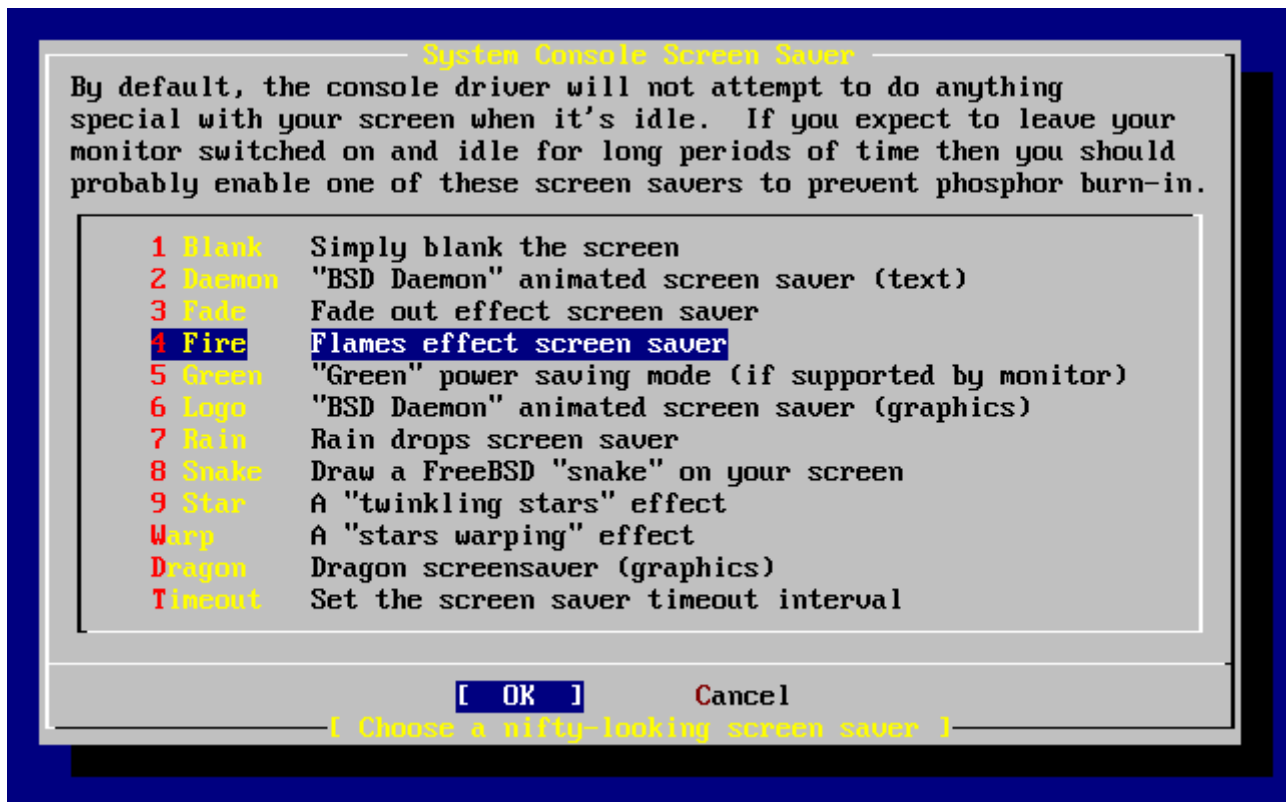 System Console Screen Saver
By default, the console driver will not attempt to do anything
special with your screen when it's idle.  If you expect to leave your
monitor switched on and idle for long periods of time then you should
probably enable one of these screen savers to prevent phosphor burn-in.
1 Blank   Simply blank the screen
2 Daemon  "BSD Daemon" animated screen saver (text)
3 Fade    Fade out effect screen saver
4 Fire    Flames effect screen saver
5 Green   "Green" power saving mode (if supported by monitor)
6 Logo    "BSD Daemon" animated screen saver (graphics)
7 Rain    Rain drops screen saver
8 Snake   Draw a FreeBSD "snake" on your screen
9 Star    A "twinkling stars" effect
Warp      A "stars warping" effect
Dragon    Dragon screensaver (graphics)
Timeout   Set the screen saver timeout interval
[  OK  ]       Cancel
[ Choose a nifty-looking screen saver ]